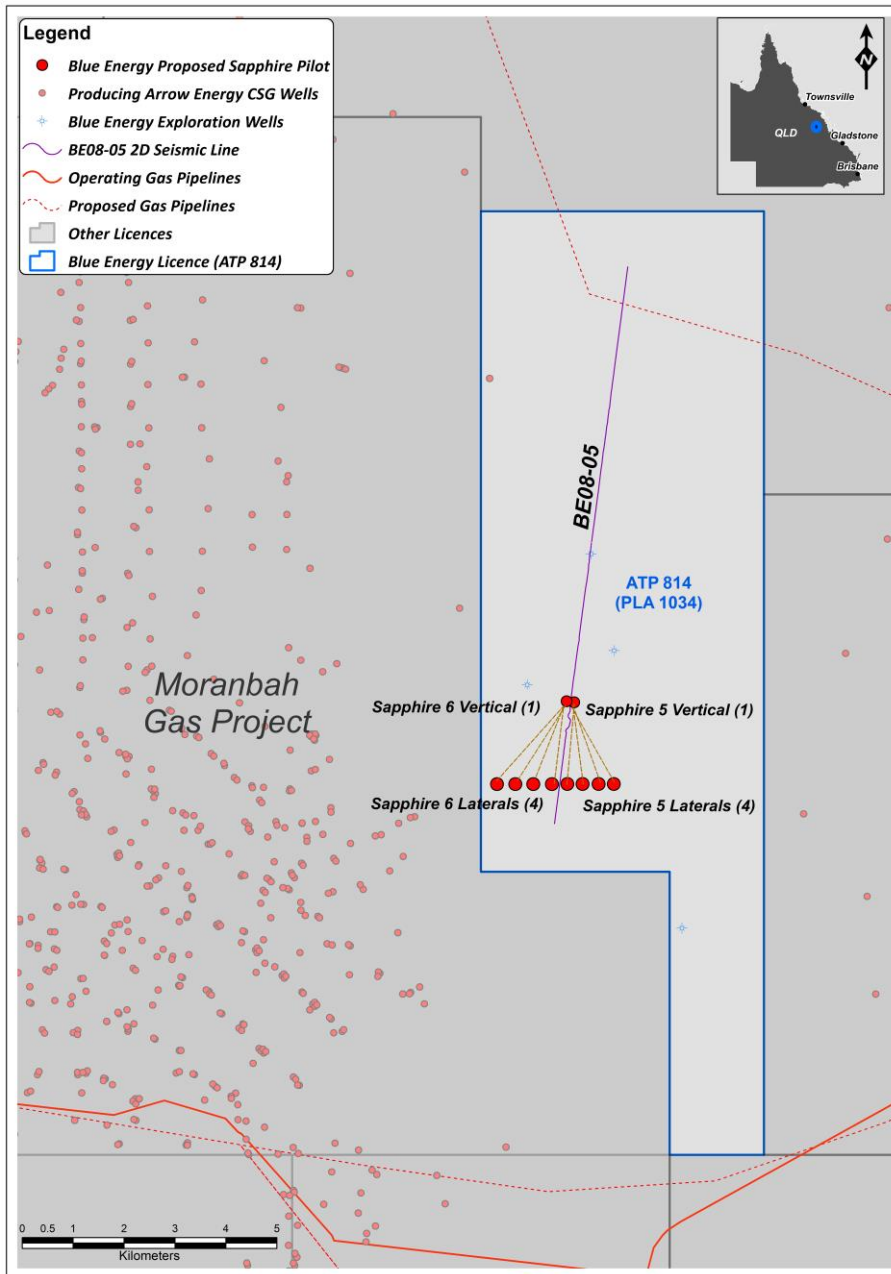 Legend
Blue Energy Proposed Sapphire Pilot
Producing Arrow Energy CSG Wells
Blue Energy Exploration Wells
BE08-05 2D Seismic Line
Operating Gas Pipelines
Proposed Gas Pipelines
Other Licences
Blue Energy Licence (ATP 814)
N
Townsville
QLD
Gladstone
Brisbane
BE08-05
ATP 814
(PLA 1034)
Moranbah
Gas Project
Sapphire 6 Vertical (1)
Sapphire 5 Vertical (1)
Sapphire 6 Laterals (4)
Sapphire 5 Laterals (4)
0 0.5 1 2 3 4 5
Kilometers